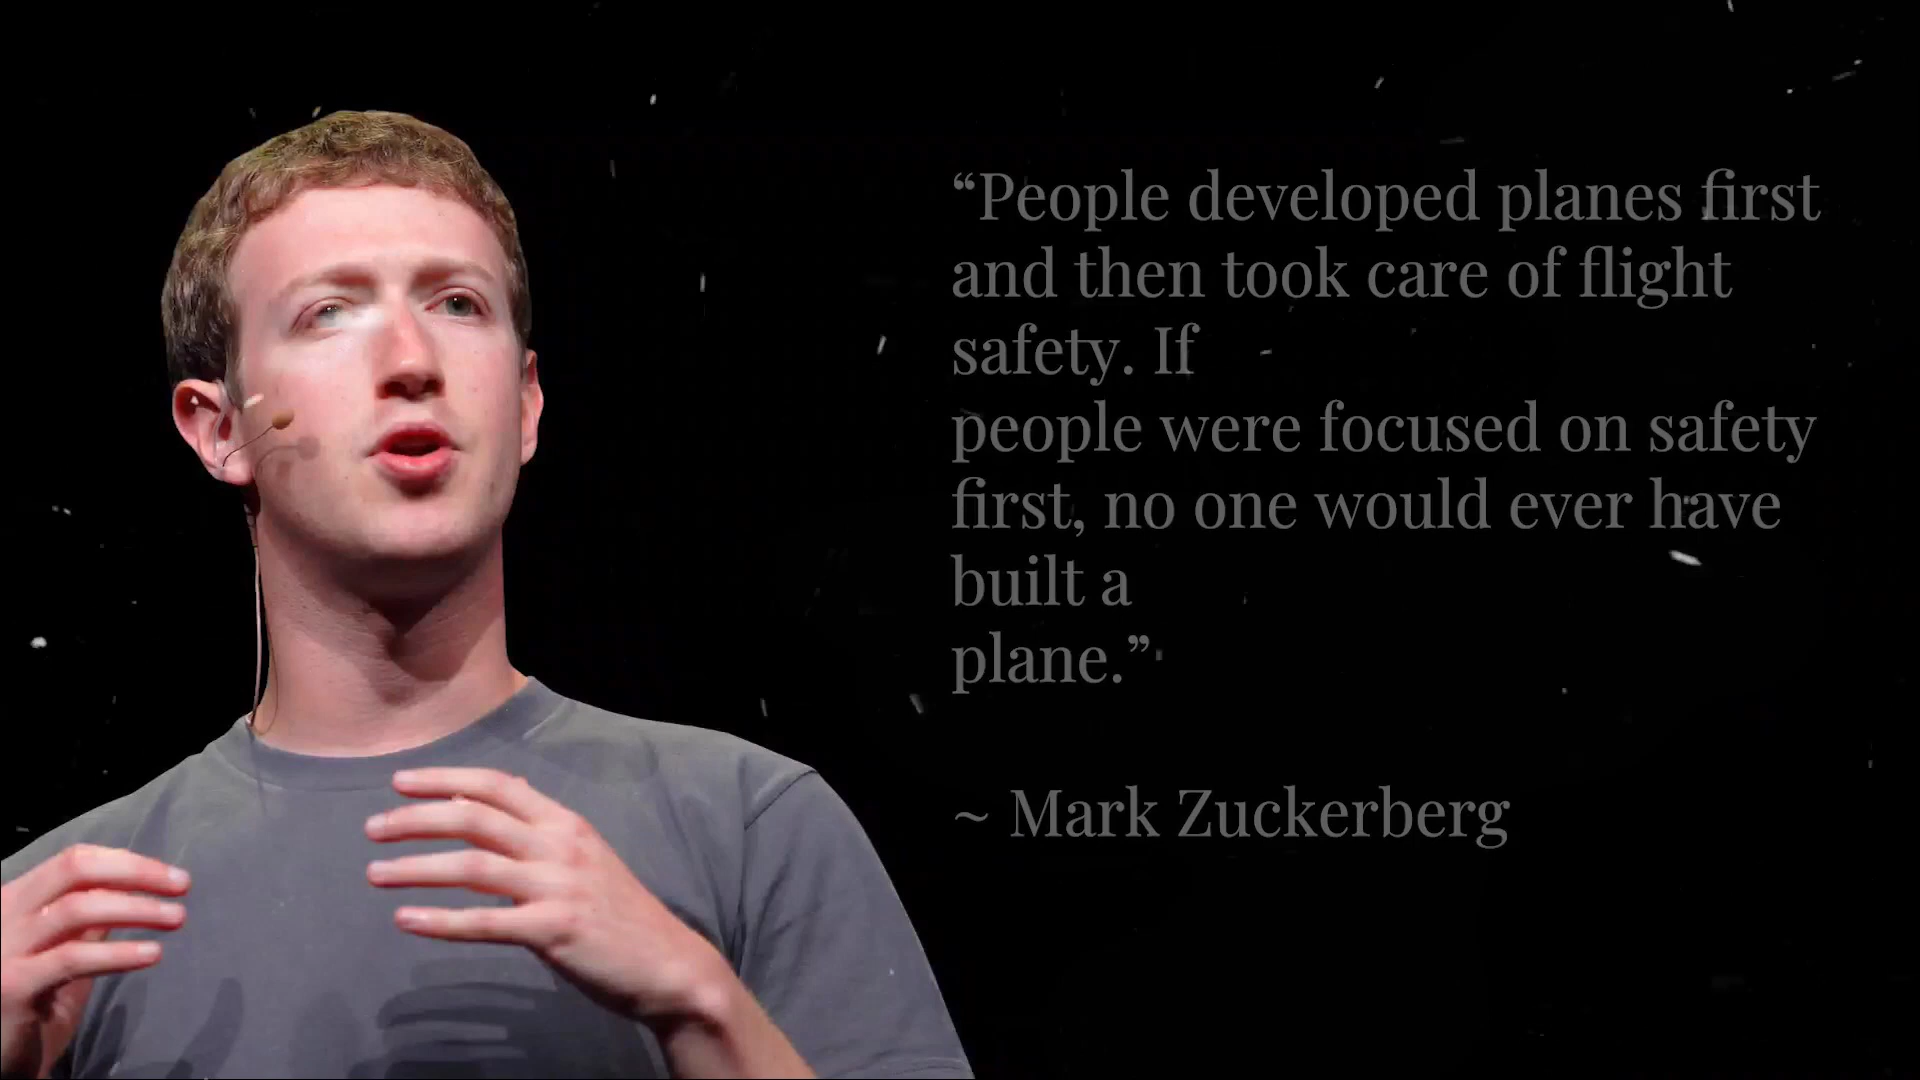 “People developed planes first
and then took care of flight
safety. If
people were focused on safety
first, no one would ever have
built a
plane.”
~ Mark Zuckerberg